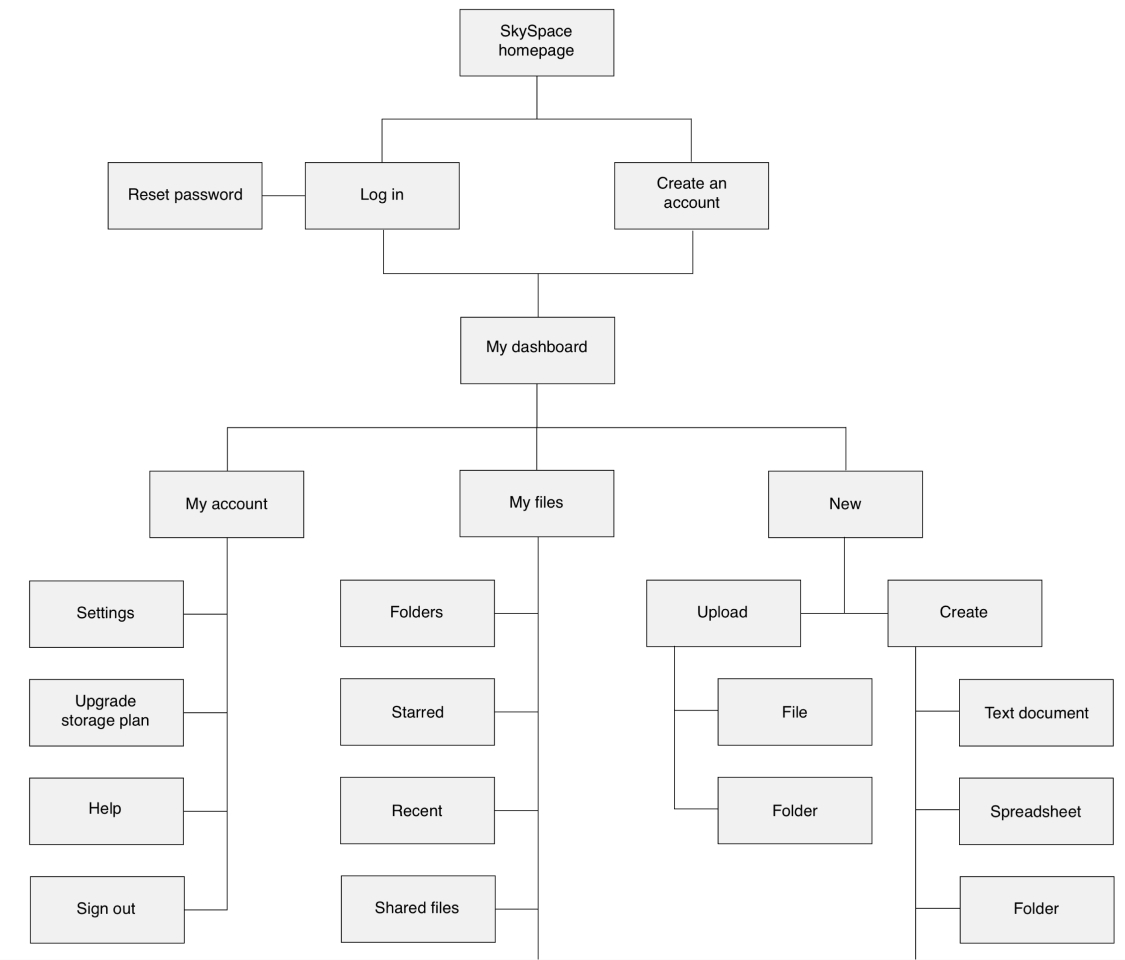 SkySpace
homepage
Reset password
Log in
Create an
account
My dashboard
My account
My files
New
Settings
Folders
Upload
Create
Upgrade
storage plan
Starred
File
Text document
Help
Recent
Folder
Spreadsheet
Sign out
Shared files
Folder